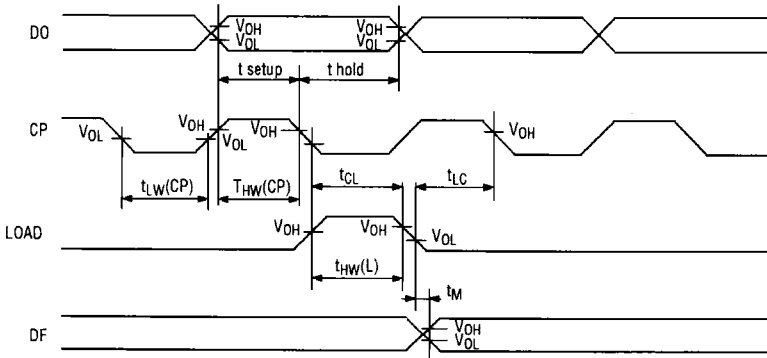 DO
VOH
VOL
VOH
VOL
t setup
t hold
CP
VOL
VOH
VOL
VOH
VOH
tLW(CP)
THW(CP)
tCL
tLC
LOAD
VOH
VOH
VOL
tHW(L)
tM
DF
VOH
VOL